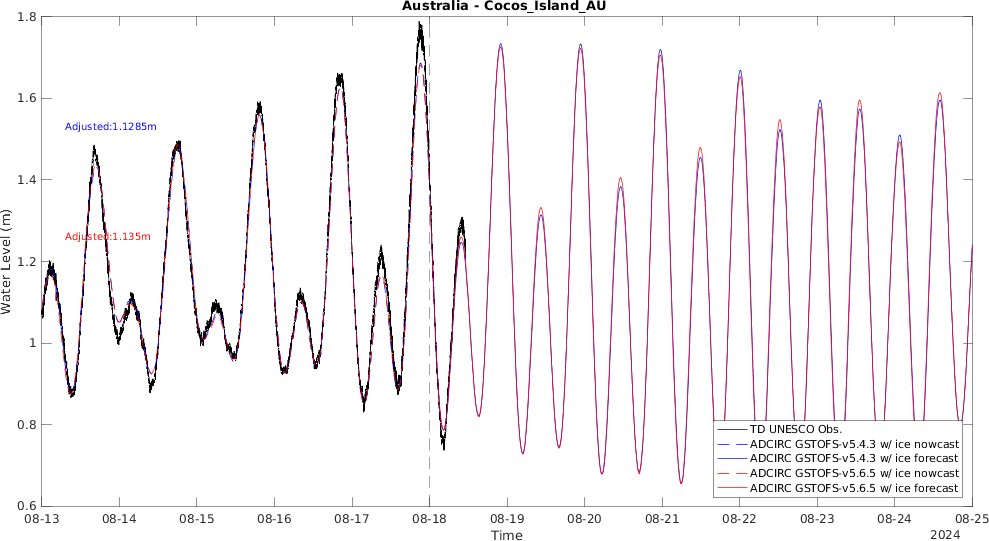 Australia - Cocos_Island_AU
1.8
1.6
1.4
1.2
1
0.8
0.6
Water Level (m)
Adjusted:1.1285m
Adjusted:1.135m
TD UNESCO Obs.
ADCIRC GSTOFS-v5.4.3 w/ ice nowcast
ADCIRC GSTOFS-v5.4.3 w/ ice forecast
ADCIRC GSTOFS-v5.6.5 w/ ice nowcast
ADCIRC GSTOFS-v5.6.5 w/ ice forecast
08-13 08-14 08-15 08-16 08-17 08-18 08-19 08-20 08-21 08-22 08-23 08-24 08-25
Time
2024